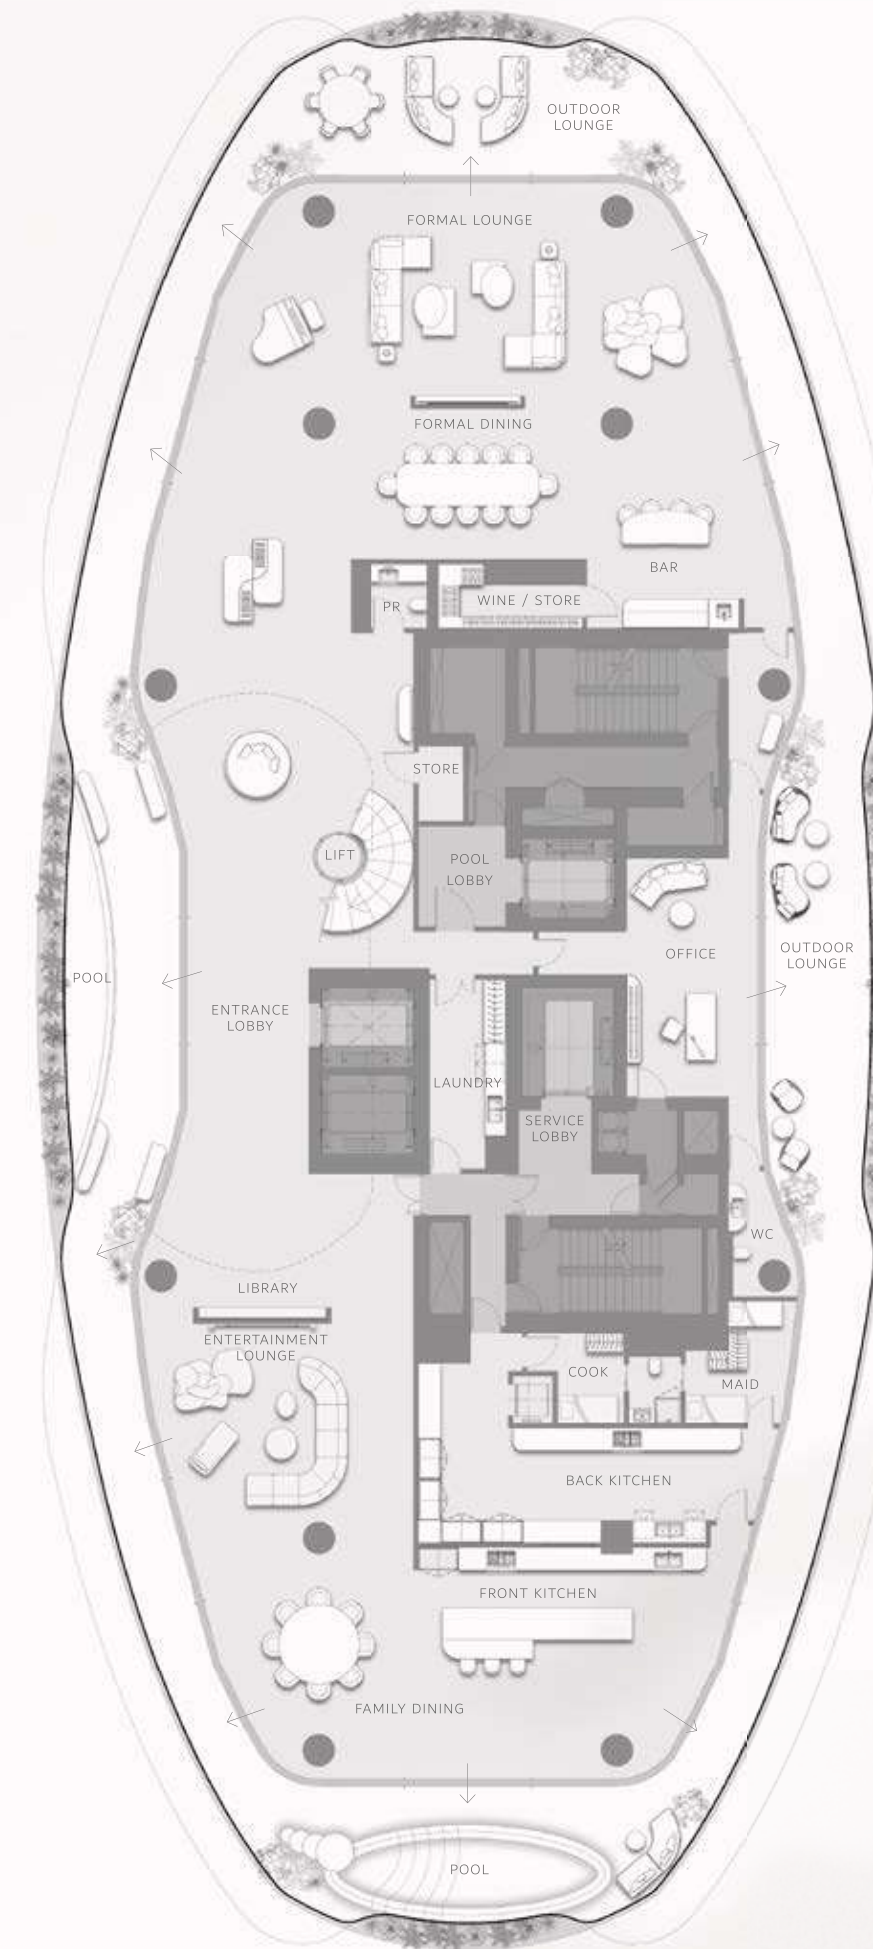 OUTDOOR
LOUNGE
FORMAL LOUNGE
FORMAL DINING
BAR
PR
WINE / STORE
STORE
LIFT
POOL
LOBBY
OFFICE
OUTDOOR
LOUNGE
POOL
ENTRANCE
LOBBY
LAUNDRY
SERVICE
LOBBY
WC
LIBRARY
ENTERTAINMENT
LOUNGE
COOK
MAID
BACK KITCHEN
FRONT KITCHEN
FAMILY DINING
POOL